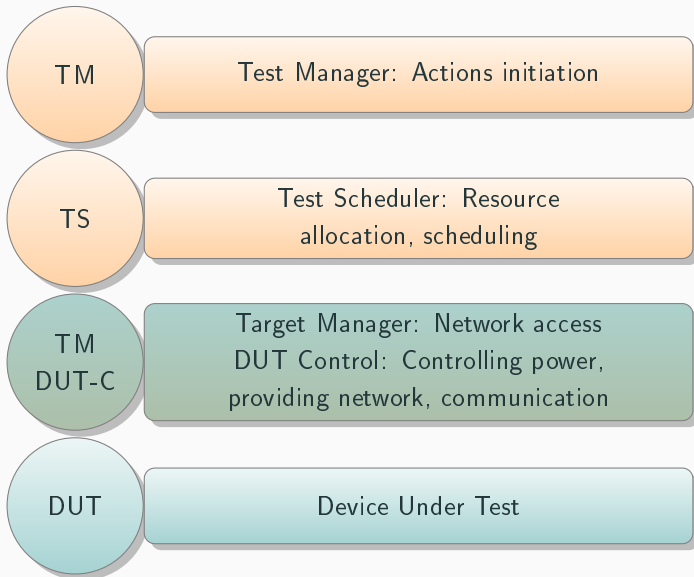 TM
Test Manager: Actions initiation
TS
Test Scheduler: Resource
allocation, scheduling
TM
DUT-C
Target Manager: Network access
DUT Control: Controlling power,
providing network, communication
DUT
Device Under Test